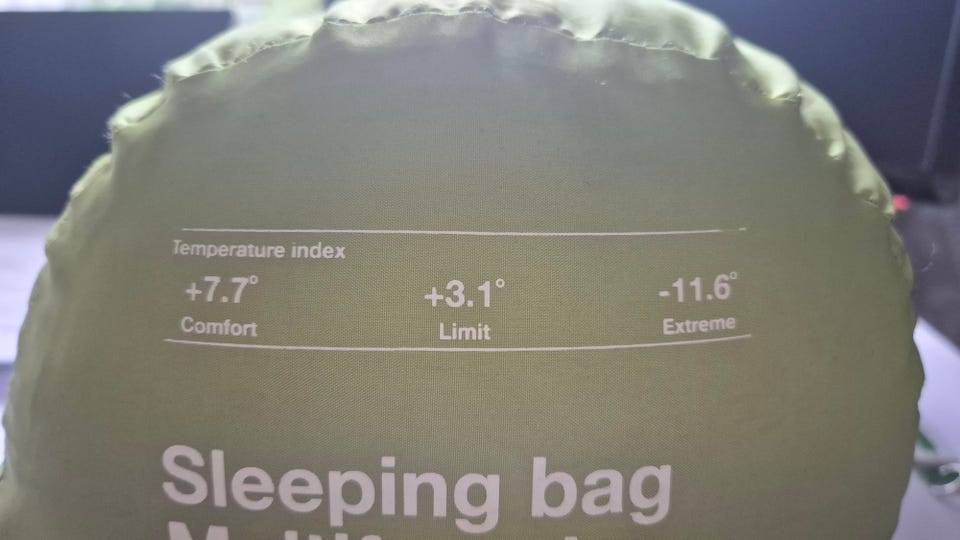 Temperature index
+7.7° +3.1° -11.6°
Comfort Limit Extreme
Sleeping bag